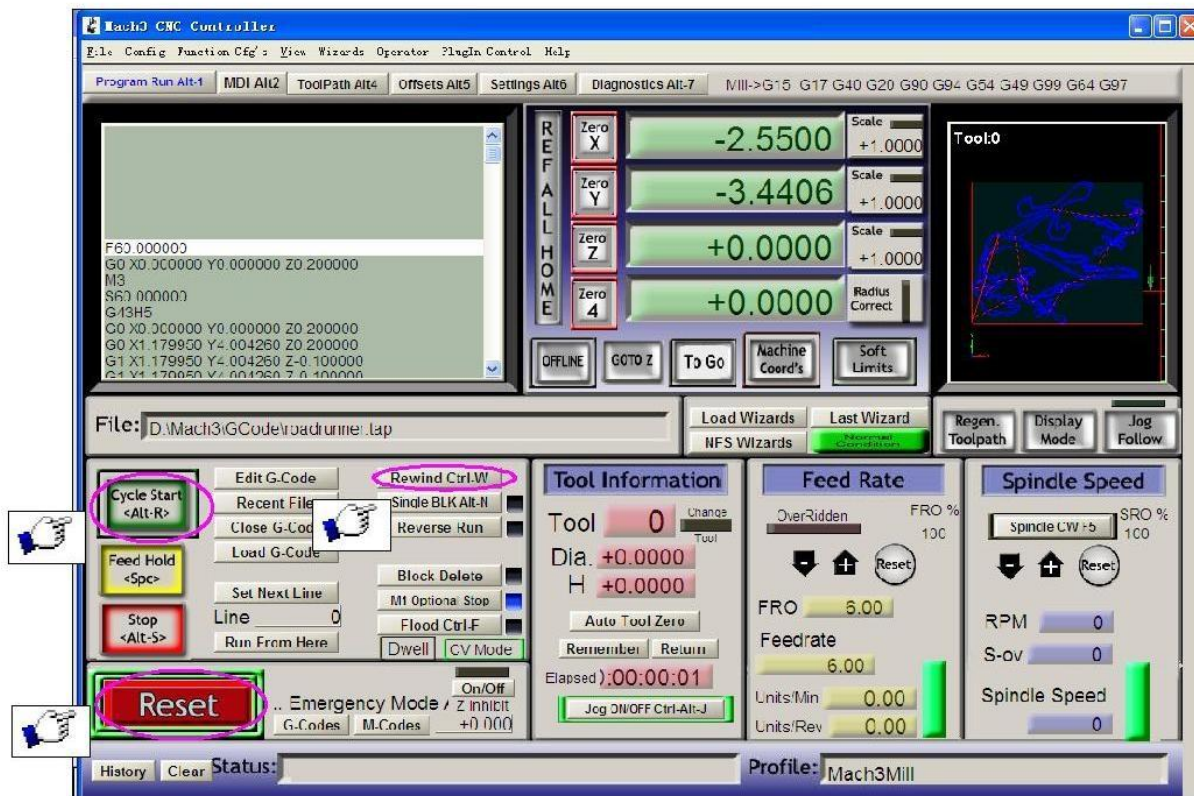 Mach3 CNC Controller
File Config Function Cfg's View Wizards Operator PlugIn Control Help
Program Run Alt-1 MDI Alt2 ToolPath Alt4 Offsets Alt5 Settings Alt6 Diagnostics Alt-7 Mill->G15 G17 G40 G20 G90 G94 G54 G49 G99 G64 G97
F60.000000
G0 X0.000000 Y0.000000 Z0.200000
M3
S60.000000
G43H5
G0 X0.000000 Y0.000000 Z0.200000
G0 X1.179950 Y4.004260 Z0.200000
G1 X1.179950 Y4.004260 Z-0.100000
G1 X1.179950 Y4.004260 Z-0.100000
REF ALL HOME
Zero X -2.5500 Scale +1.0000
Zero Y -3.4406 Scale +1.0000
Zero Z +0.0000 Scale +1.0000
Zero 4 +0.0000 Radius Correct
OFFLINE GOTO Z To Go Machine Coord's Soft Limits
Tool:0
File: D:\Mach3\GCode\roadrunner.tap
Load Wizards Last Wizard
NFS Wizards Normal Condition
Regen. Toolpath Display Mode Jog Follow
Cycle Start <Alt-R>
Feed Hold <Spc>
Stop <Alt-S>
Edit G-Code
Recent File
Close G-Code
Load G-Code
Set Next Line
Line 0
Run From Here
Rewind Ctrl-W
Single BLK Alt-N
Reverse Run
Block Delete
M1 Optional Stop
Flood Ctrl-F
Dwell CV Mode
Reset
.. Emergency Mode
G-Codes M-Codes
On/Off
Z Inhibit
+0.000
Tool Information
Tool 0 Change Tool
Dia. +0.0000
H +0.0000
Auto Tool Zero
Remember Return
Elapsed 00:00:01
Jog ON/OFF Ctrl-Alt-J
Feed Rate
OverRidden FRO %
100
Reset
FRO 6.00
Feedrate
6.00
Units/Min 0.00
Units/Rev 0.00
Spindle Speed
Spindle CW F5 SRO %
100
Reset
RPM 0
S-ov 0
Spindle Speed
0
History Clear Status:
Profile: Mach3Mill